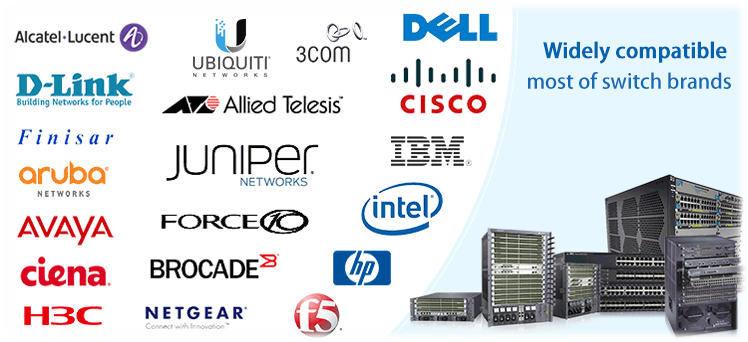 Alcatel·Lucent
UBIQUITI
NETWORKS
3COM
DELL
Widely compatible
most of switch brands
D-Link
Building Networks for People
Allied Telesis™
CISCO
Finisar
JUNIPER
NETWORKS
IBM®
aruba
NETWORKS
intel
AVAYA
FORCE10
ciena
BROCADE
hp
H3C
NETGEAR®
Connect with Innovation™
f5